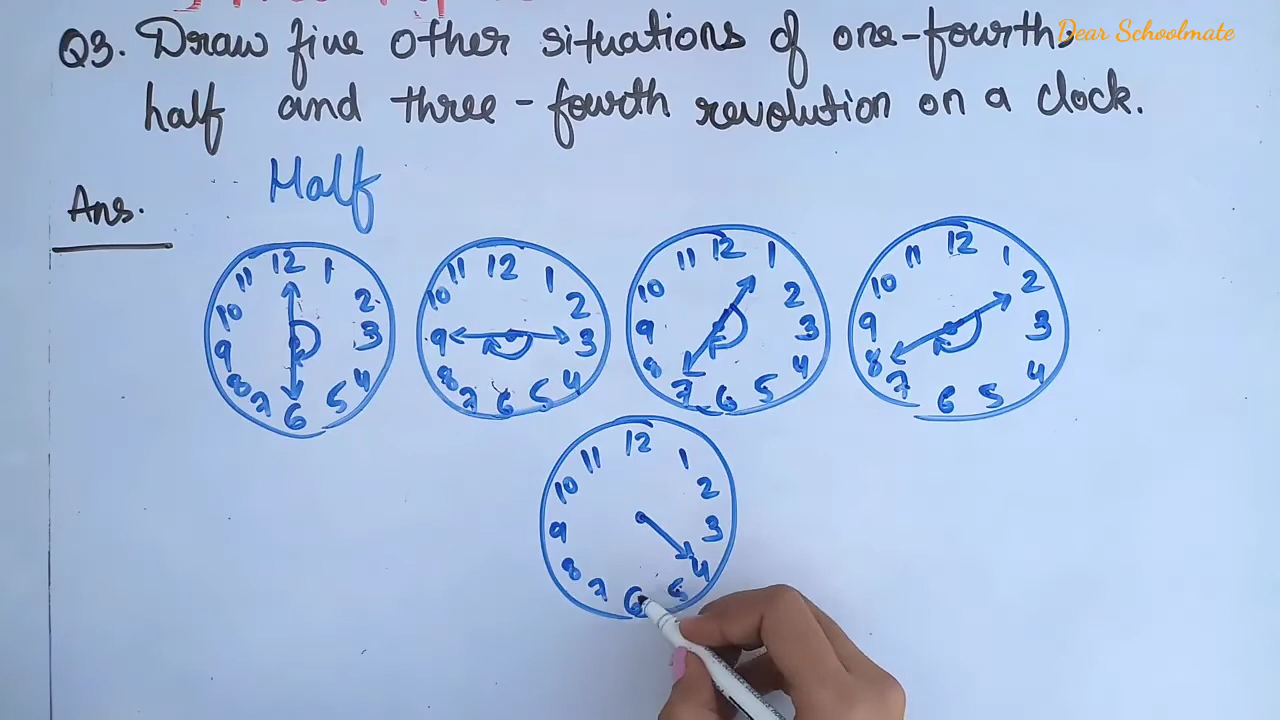 Dear Schoolmate
Q3. Draw five other situations of one-fourth,
half and three-fourth revolution on a clock.
Half
Ans.
12 1 2 3 4 5 6 7 8 9 10 11
12 1 2 3 4 5 6 7 8 9 10 11
12 1 2 3 4 5 6 7 8 9 10 11
12 1 2 3 4 5 6 7 8 9 10 11
12 1 2 3 4 5 6 7 8 9 10 11